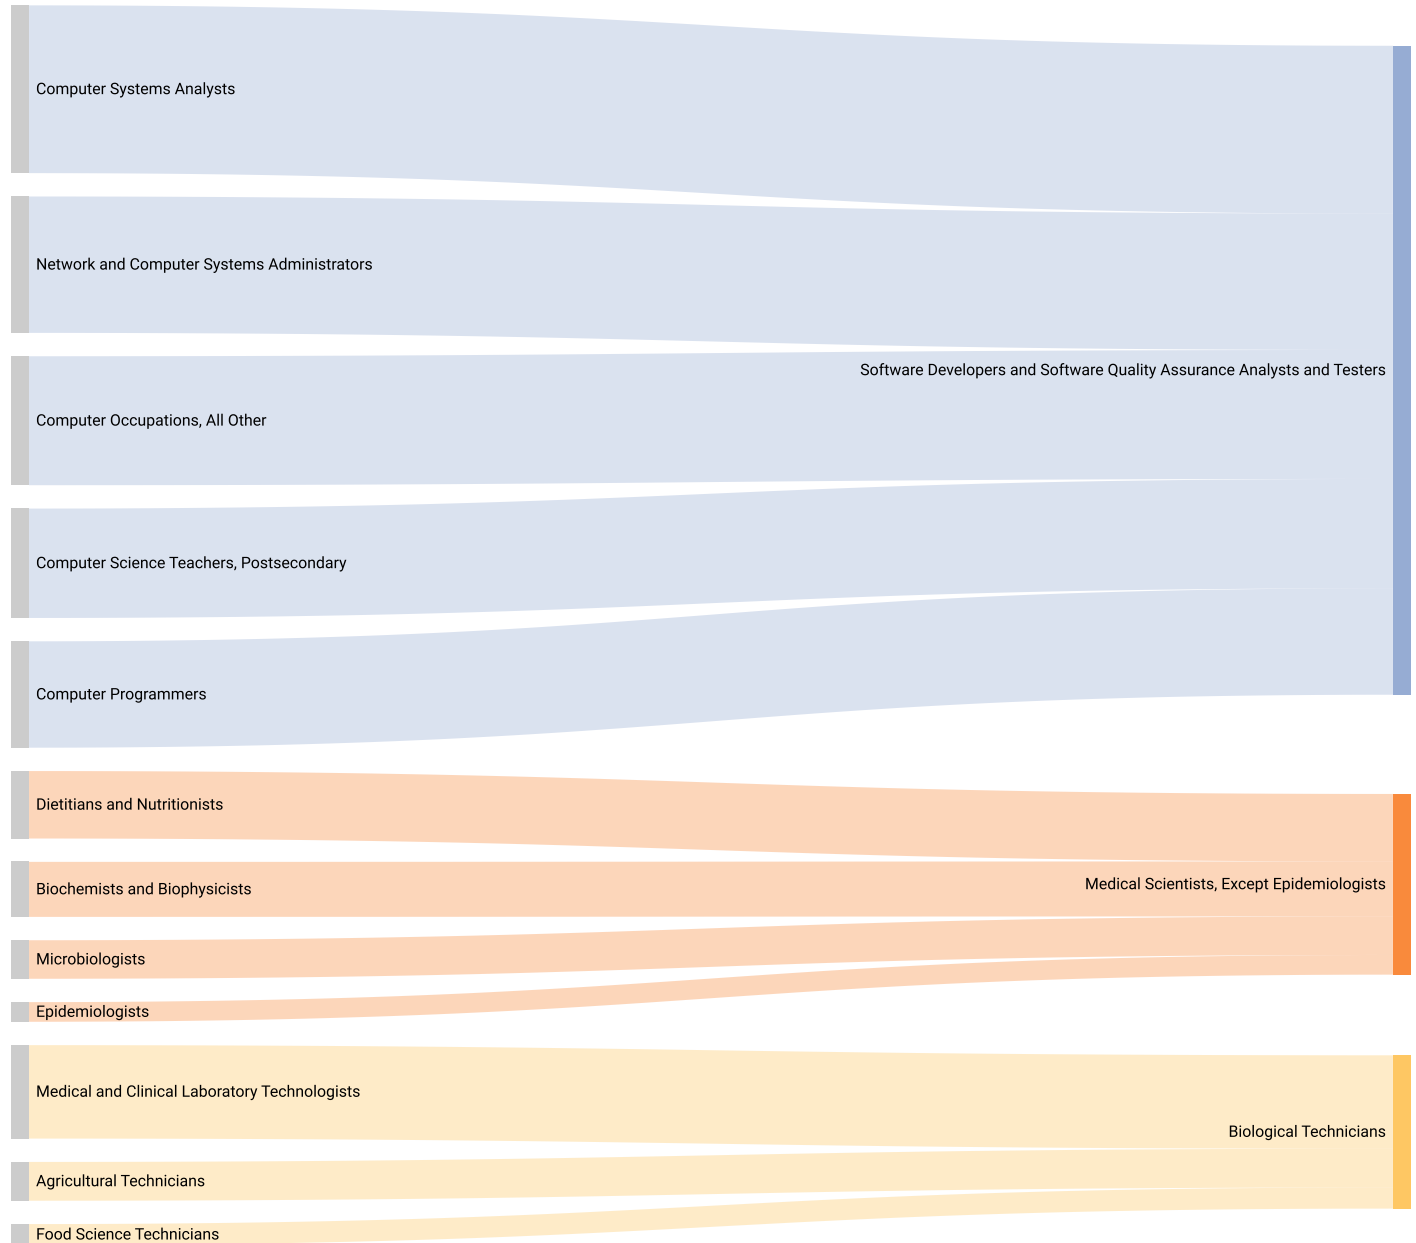 Computer Systems Analysts
Network and Computer Systems Administrators
Software Developers and Software Quality Assurance Analysts and Testers
Computer Occupations, All Other
Computer Science Teachers, Postsecondary
Computer Programmers
Dietitians and Nutritionists
Medical Scientists, Except Epidemiologists
Biochemists and Biophysicists
Microbiologists
Epidemiologists
Medical and Clinical Laboratory Technologists
Biological Technicians
Agricultural Technicians
Food Science Technicians